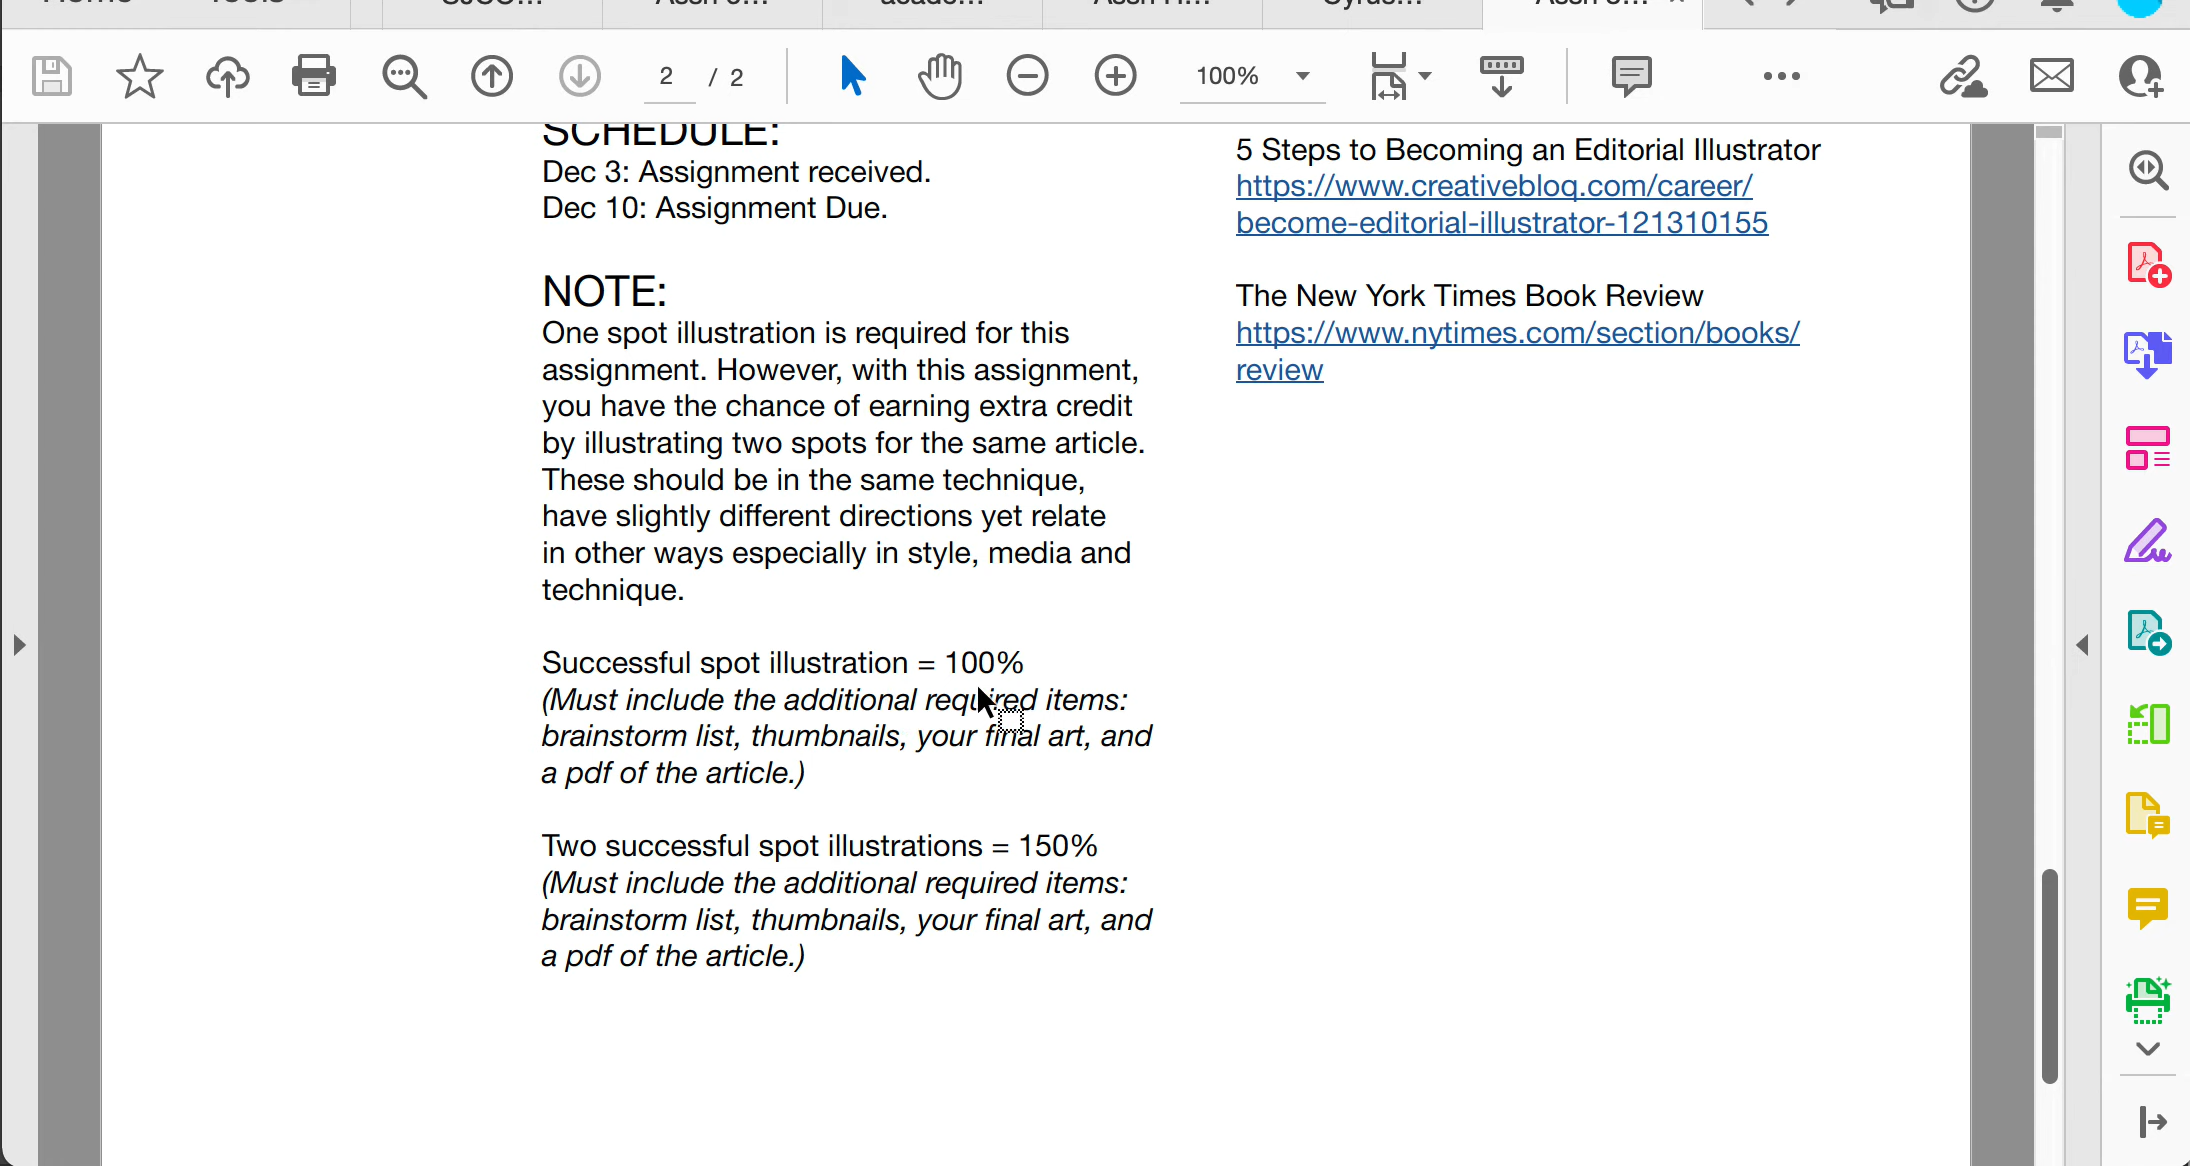 2 / 2
100%
SCHEDULE:
Dec 3: Assignment received.
Dec 10: Assignment Due.
NOTE:
One spot illustration is required for this
assignment. However, with this assignment,
you have the chance of earning extra credit
by illustrating two spots for the same article.
These should be in the same technique,
have slightly different directions yet relate
in other ways especially in style, media and
technique.
Successful spot illustration = 100%
(Must include the additional required items:
brainstorm list, thumbnails, your final art, and
a pdf of the article.)
Two successful spot illustrations = 150%
(Must include the additional required items:
brainstorm list, thumbnails, your final art, and
a pdf of the article.)
5 Steps to Becoming an Editorial Illustrator
https://www.creativebloq.com/career/
become-editorial-illustrator-121310155
The New York Times Book Review
https://www.nytimes.com/section/books/
review